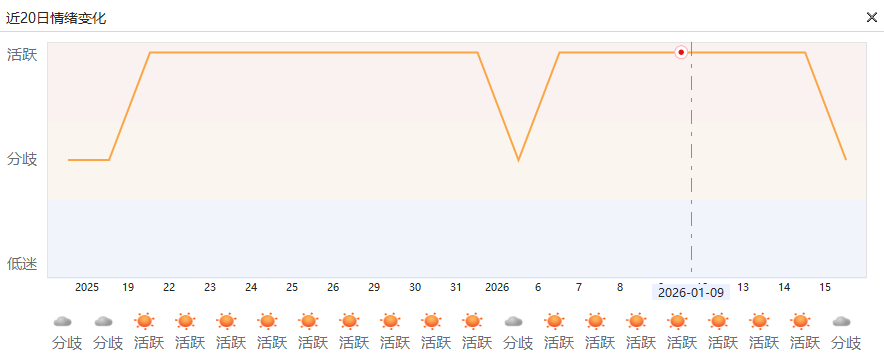 近20日情绪变化
活跃
分歧
低迷
2025 19 22 23 24 25 26 29 30 31 2026 6 7 8 2026-01-09 13 14 15
分歧 分歧 活跃 活跃 活跃 活跃 活跃 活跃 活跃 活跃 活跃 分歧 活跃 活跃 活跃 活跃 活跃 活跃 活跃 分歧